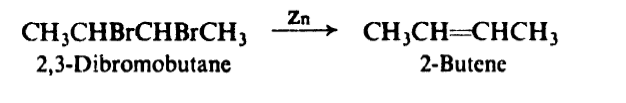 Zn
CH₃CHBrCHBrCH₃ ⟶ CH₃CH=CHCH₃
2,3-Dibromobutane 2-Butene